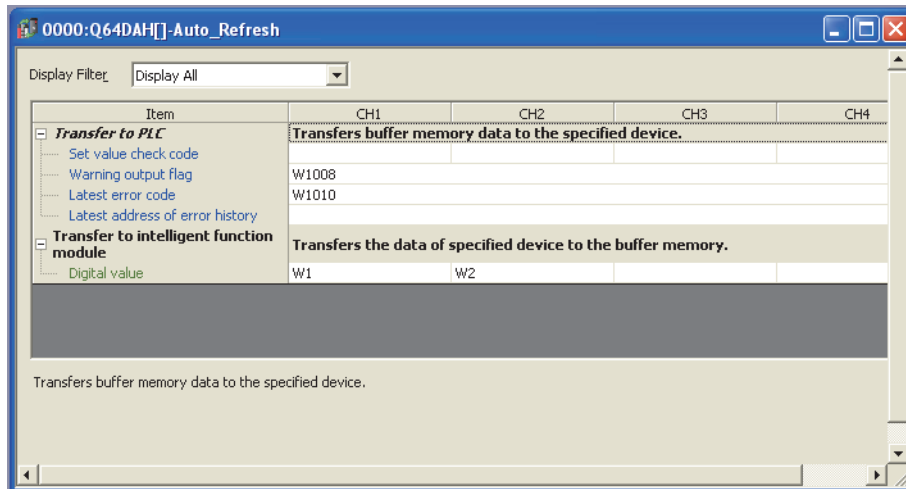 0000:Q64DAH[]-Auto_Refresh
Display Filter Display All
Item CH1 CH2 CH3 CH4
Transfer to PLC Transfers buffer memory data to the specified device.
Set value check code
Warning output flag W1008
Latest error code W1010
Latest address of error history
Transfer to intelligent function
module Transfers the data of specified device to the buffer memory.
Digital value W1 W2
Transfers buffer memory data to the specified device.